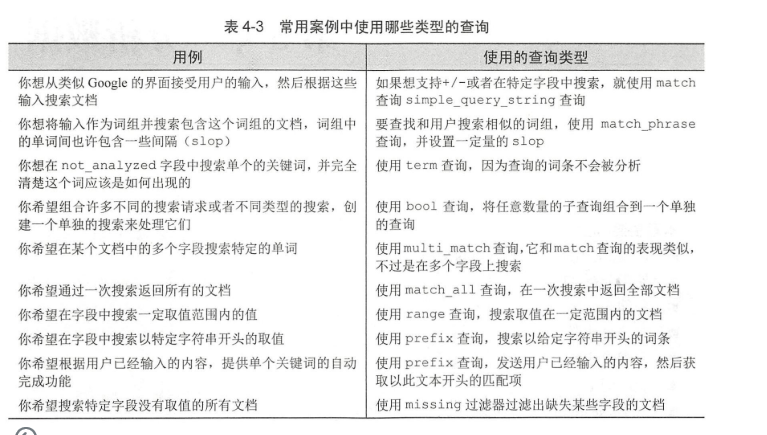 表 4-3 常用案例中使用哪些类型的查询
用例
使用的查询类型
你想从类似 Google 的界面接受用户的输入，然后根据这些
输入搜索文档
如果想支持+/-或者在特定字段中搜索，就使用 match
查询 simple_query_string 查询
你想将输入作为词组并搜索包含这个词组的文档，词组中
的单词间也许包含一些间隔（slop）
要查找和用户搜索相似的词组，使用 match_phrase
查询，并设置一定量的 slop
你想在 not_analyzed 字段中搜索单个的关键词，并完全
清楚这个词应该是如何出现的
使用 term 查询，因为查询的词条不会被分析
你希望组合许多不同的搜索请求或者不同类型的搜索，创
建一个单独的搜索来处理它们
使用 bool 查询，将任意数量的子查询组合到一个单独
的查询
你希望在某个文档中的多个字段搜索特定的单词
使用multi_match查询，它和match查询的表现类似，
不过是在多个字段上搜索
你希望通过一次搜索返回所有的文档
使用 match_all 查询，在一次搜索中返回全部文档
你希望在字段中搜索一定取值范围内的值
使用 range 查询，搜索取值在一定范围内的文档
你希望在字段中搜索以特定字符串开头的取值
使用 prefix 查询，搜索以给定字符串开头的词条
你希望根据用户已经输入的内容，提供单个关键词的自动
完成功能
使用 prefix 查询，发送用户已经输入的内容，然后获
取以此文本开头的匹配项
你希望搜索特定字段没有取值的所有文档
使用 missing 过滤器过滤出缺失某些字段的文档